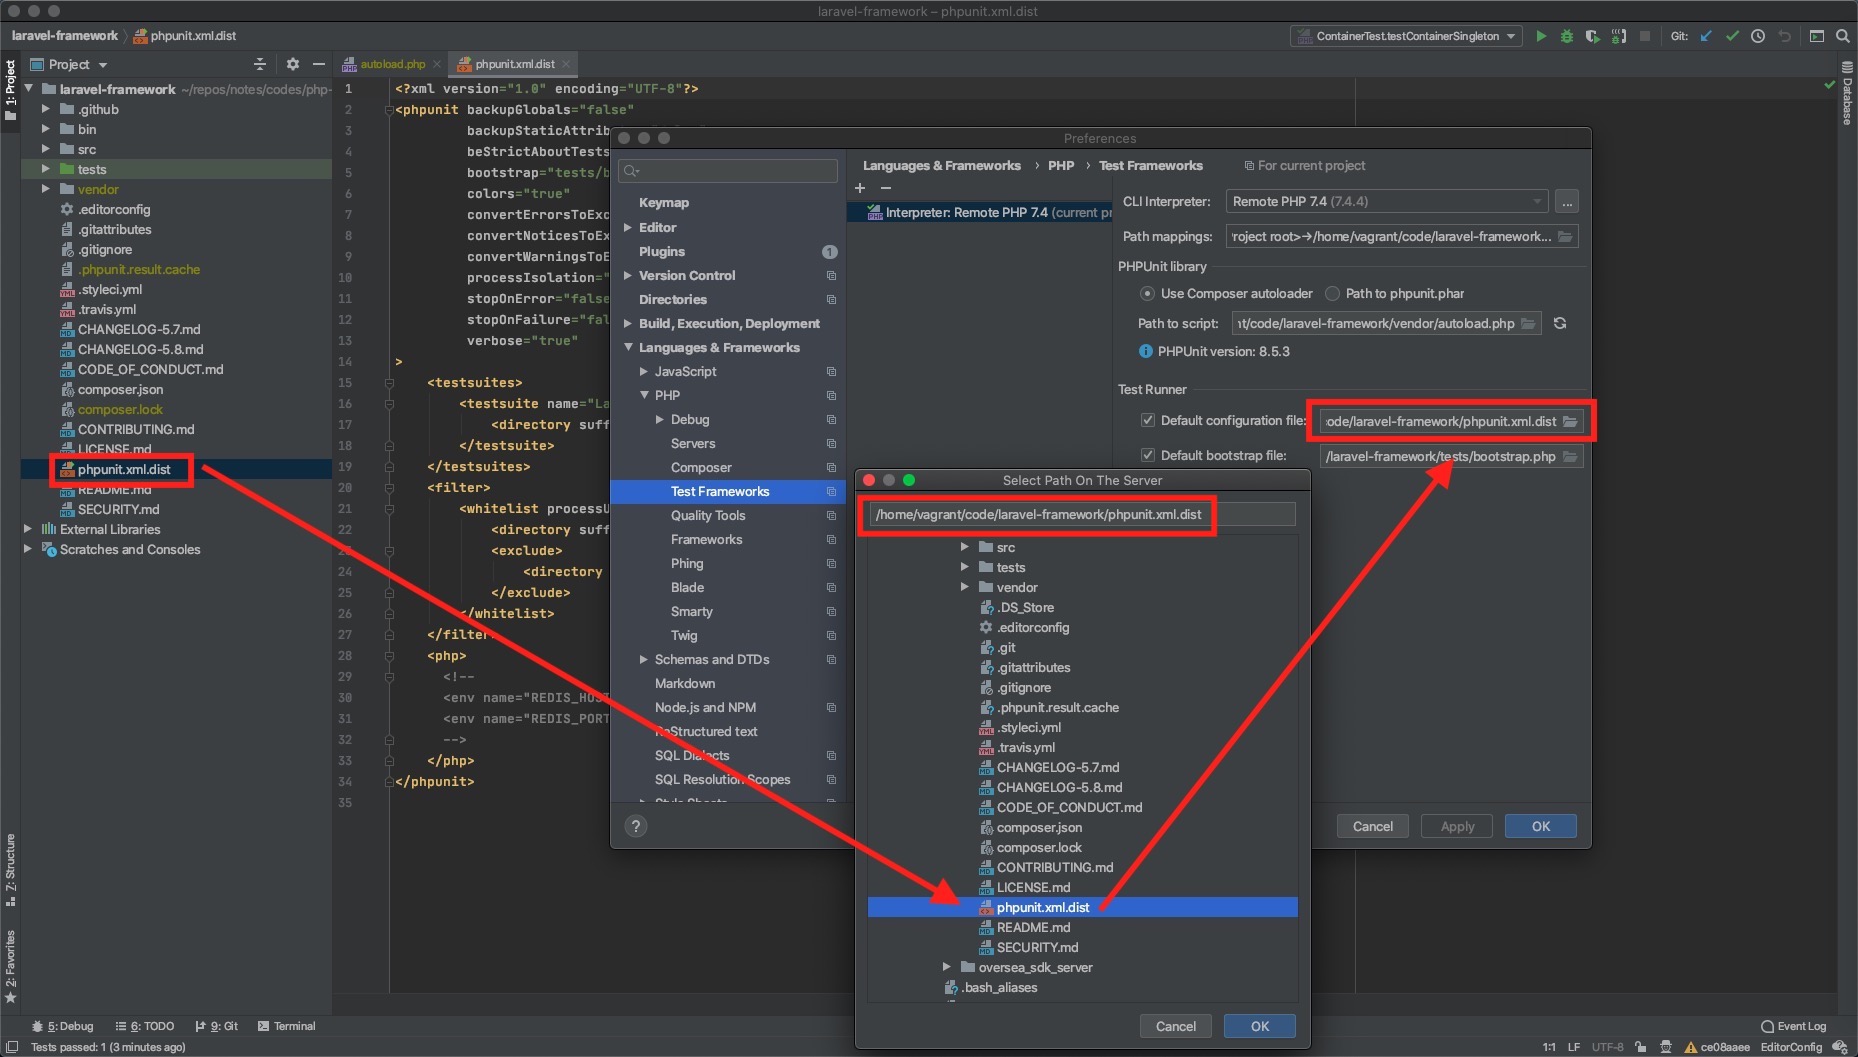 laravel-framework – phpunit.xml.dist
laravel-framework
phpunit.xml.dist
ContainerTest.testContainerSingleton
Git:
1: Project
Project
autoload.php
phpunit.xml.dist
Database
laravel-framework ~/repos/notes/codes/php-
.github
bin
src
tests
vendor
.editorconfig
.gitattributes
.gitignore
.phpunit.result.cache
.styleci.yml
.travis.yml
CHANGELOG-5.7.md
CHANGELOG-5.8.md
CODE_OF_CONDUCT.md
composer.json
composer.lock
CONTRIBUTING.md
LICENSE.md
phpunit.xml.dist
README.md
SECURITY.md
External Libraries
Scratches and Consoles
1 <?xml version="1.0" encoding="UTF-8"?>
2 <phpunit backupGlobals="false"
3 backupStaticAttrib
4 beStrictAboutTests
5 bootstrap="tests/b
6 colors="true"
7 convertErrorsToExc
8 convertNoticesToEx
9 convertWarningsToE
10 processIsolation="
11 stopOnError="false
12 stopOnFailure="fal
13 verbose="true"
14 >
15 <testsuites>
16 <testsuite name="La
17 <directory suff
18 </testsuite>
19 </testsuites>
20 <filter>
21 <whitelist processU
22 <directory suff
23 <exclude>
24 <directory
25 </exclude>
26 </whitelist>
27 </filter
28 <php>
29 <!--
30 <env name="REDIS_HOST
31 <env name="REDIS_PORT
32 -->
33 </php>
34 </phpunit>
35
Preferences
Keymap
Editor
Plugins 1
Version Control
Directories
Build, Execution, Deployment
Languages & Frameworks
JavaScript
PHP
Debug
Servers
Composer
Test Frameworks
Quality Tools
Frameworks
Phing
Blade
Smarty
Twig
Schemas and DTDs
Markdown
Node.js and NPM
ReStructured text
SQL Dialects
SQL Resolution Scopes
Style Sheets
?
Languages & Frameworks › PHP › Test Frameworks For current project
+ −
Interpreter: Remote PHP 7.4 (current pr
CLI Interpreter: Remote PHP 7.4 (7.4.4) ...
Path mappings: 'roject root>→/home/vagrant/code/laravel-framework...
PHPUnit library
Use Composer autoloader Path to phpunit.phar
Path to script: nt/code/laravel-framework/vendor/autoload.php
PHPUnit version: 8.5.3
Test Runner
Default configuration file: code/laravel-framework/phpunit.xml.dist
Default bootstrap file: /laravel-framework/tests/bootstrap.php
Cancel Apply OK
Select Path On The Server
/home/vagrant/code/laravel-framework/phpunit.xml.dist
src
tests
vendor
.DS_Store
.editorconfig
.git
.gitattributes
.gitignore
.phpunit.result.cache
.styleci.yml
.travis.yml
CHANGELOG-5.7.md
CHANGELOG-5.8.md
CODE_OF_CONDUCT.md
composer.json
composer.lock
CONTRIBUTING.md
LICENSE.md
phpunit.xml.dist
README.md
SECURITY.md
oversea_sdk_server
.bash_aliases
Cancel OK
Z: Structure
2: Favorites
5: Debug 6: TODO 9: Git Terminal Event Log
Tests passed: 1 (3 minutes ago) 1:1 LF UTF-8 ce08aaee EditorConfig